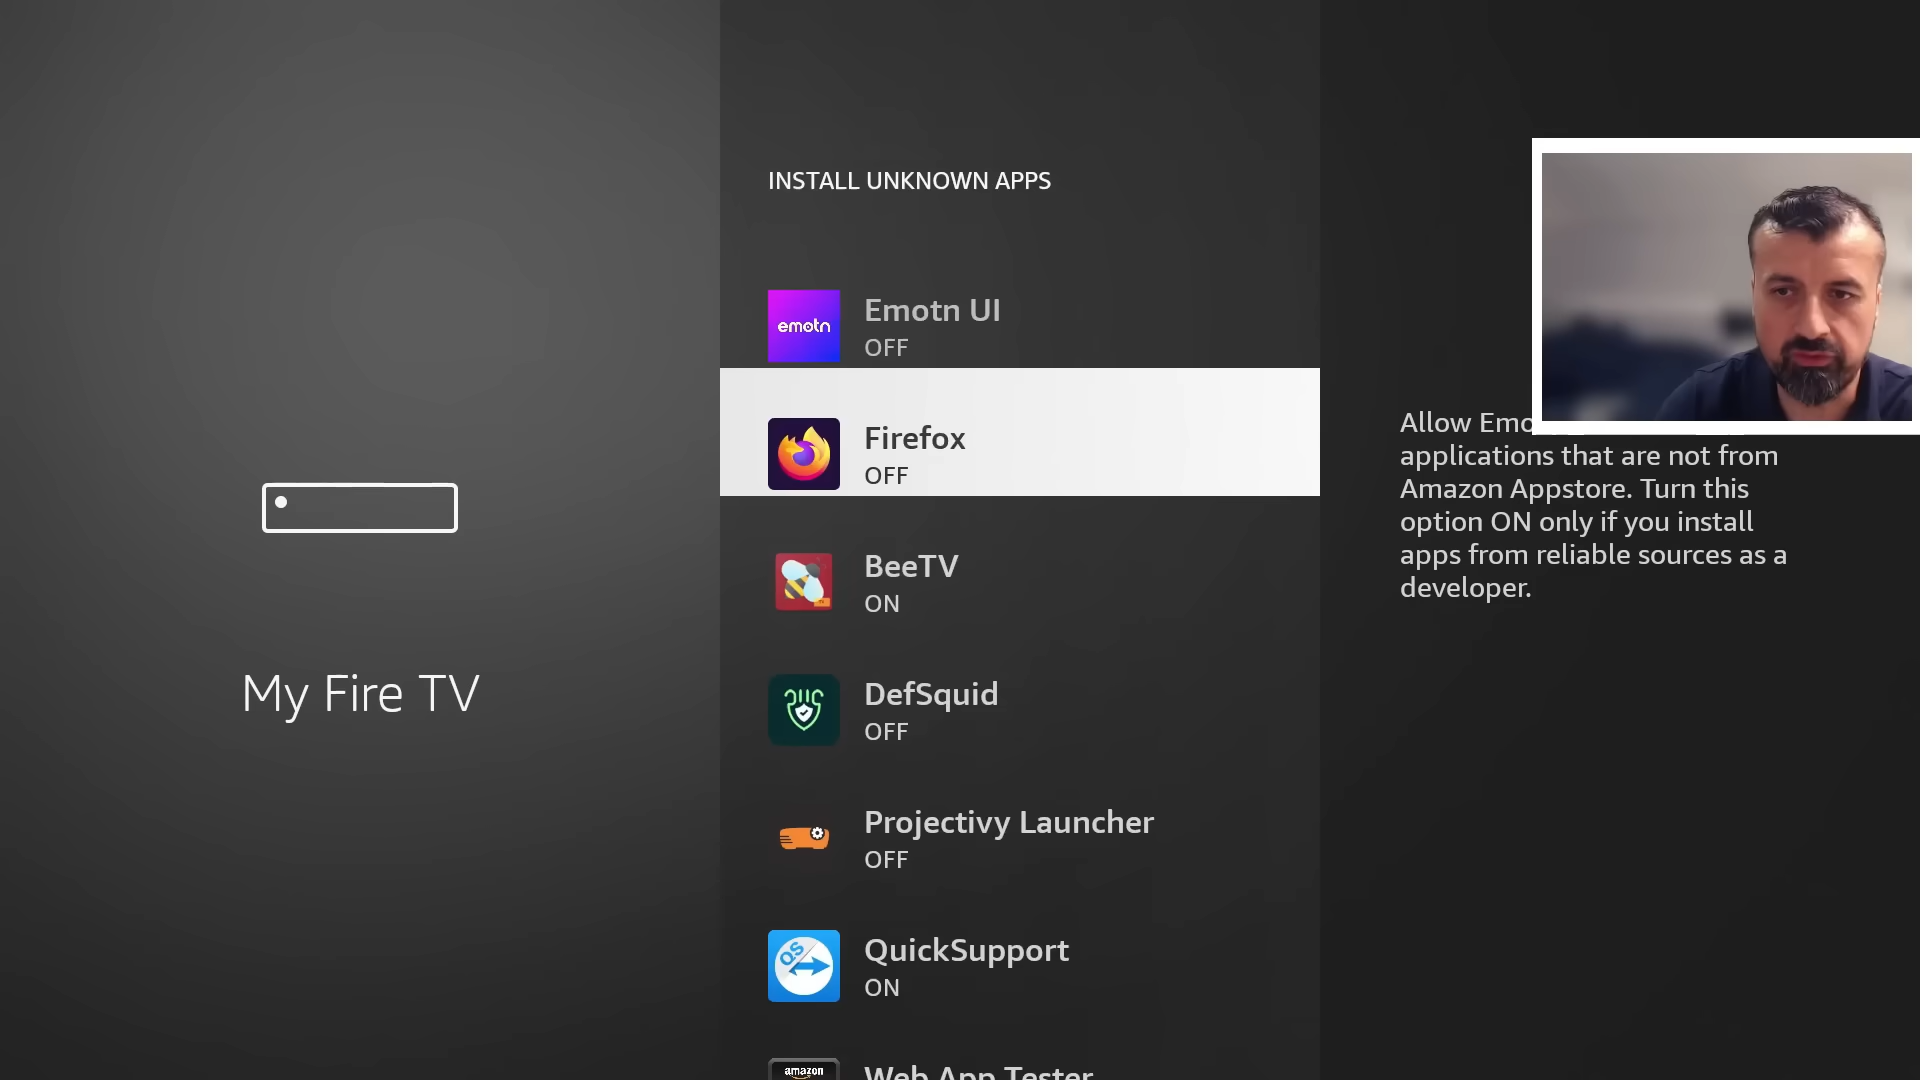 INSTALL UNKNOWN APPS
emotn
Emotn UI
OFF
Firefox
OFF
BeeTV
ON
DefSquid
OFF
Projectivy Launcher
OFF
QS
QuickSupport
ON
amazon
Web App Tester
My Fire TV
Allow Emo
applications that are not from
Amazon Appstore. Turn this
option ON only if you install
apps from reliable sources as a
developer.